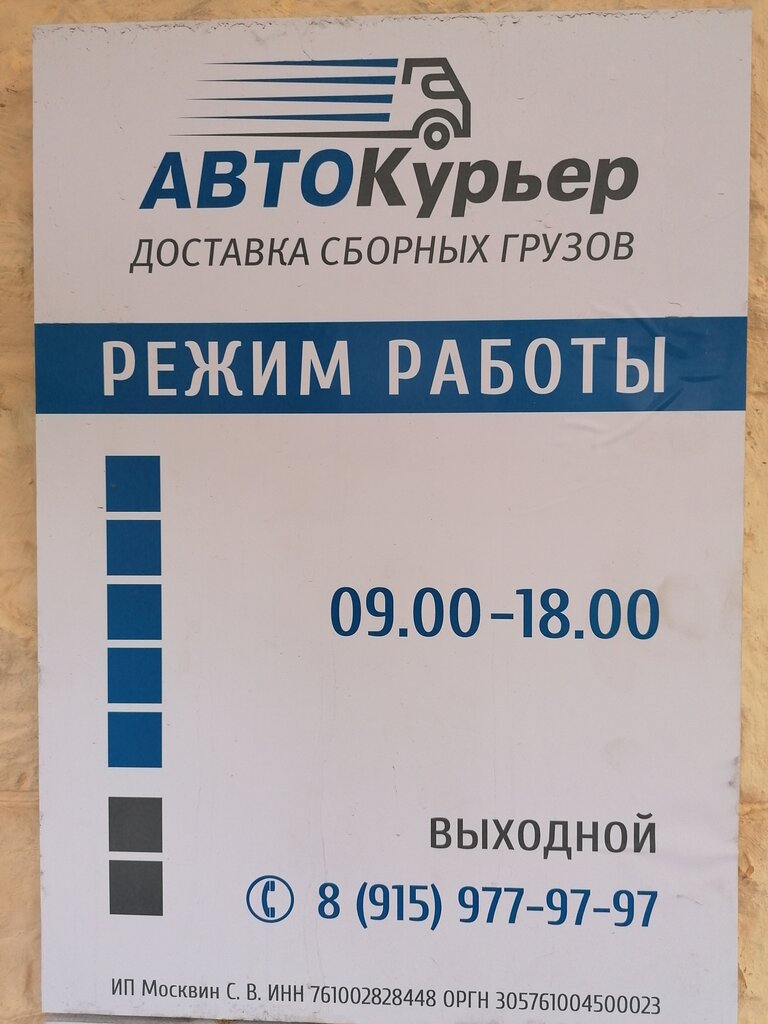 АВТОКурьер
ДОСТАВКА СБОРНЫХ ГРУЗОВ
РЕЖИМ РАБОТЫ
09.00-18.00
ВЫХОДНОЙ
8 (915) 977-97-97
ИП Москвин С. В. ИНН 761002828448 ОРГН 305761004500023